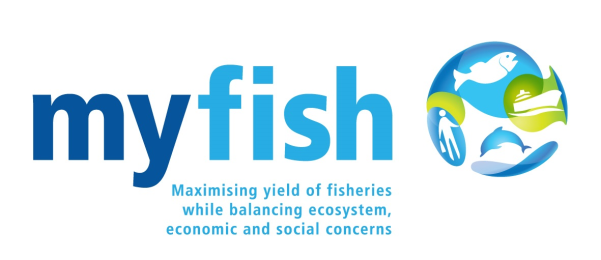 myfish
Maximising yield of fisheries
while balancing ecosystem,
economic and social concerns